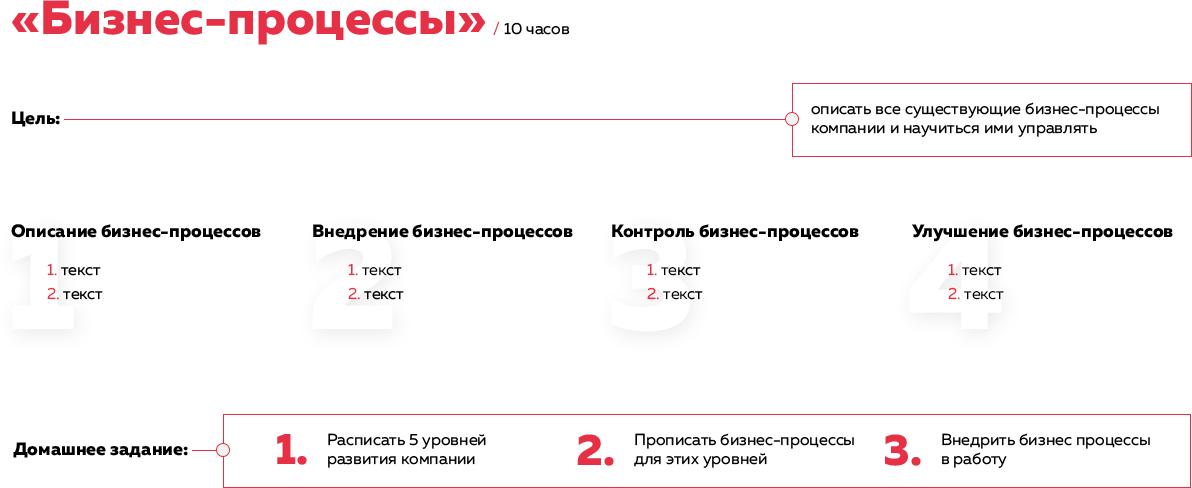 «Бизнес-процессы» / 10 часов
Цель:
описать все существующие бизнес-процессы
компании и научиться ими управлять
1
Описание бизнес-процессов
1. текст
2. текст
2
Внедрение бизнес-процессов
1. текст
2. текст
3
Контроль бизнес-процессов
1. текст
2. текст
4
Улучшение бизнес-процессов
1. текст
2. текст
Домашнее задание:
1. Расписать 5 уровней
развития компании
2. Прописать бизнес-процессы
для этих уровней
3. Внедрить бизнес процессы
в работу